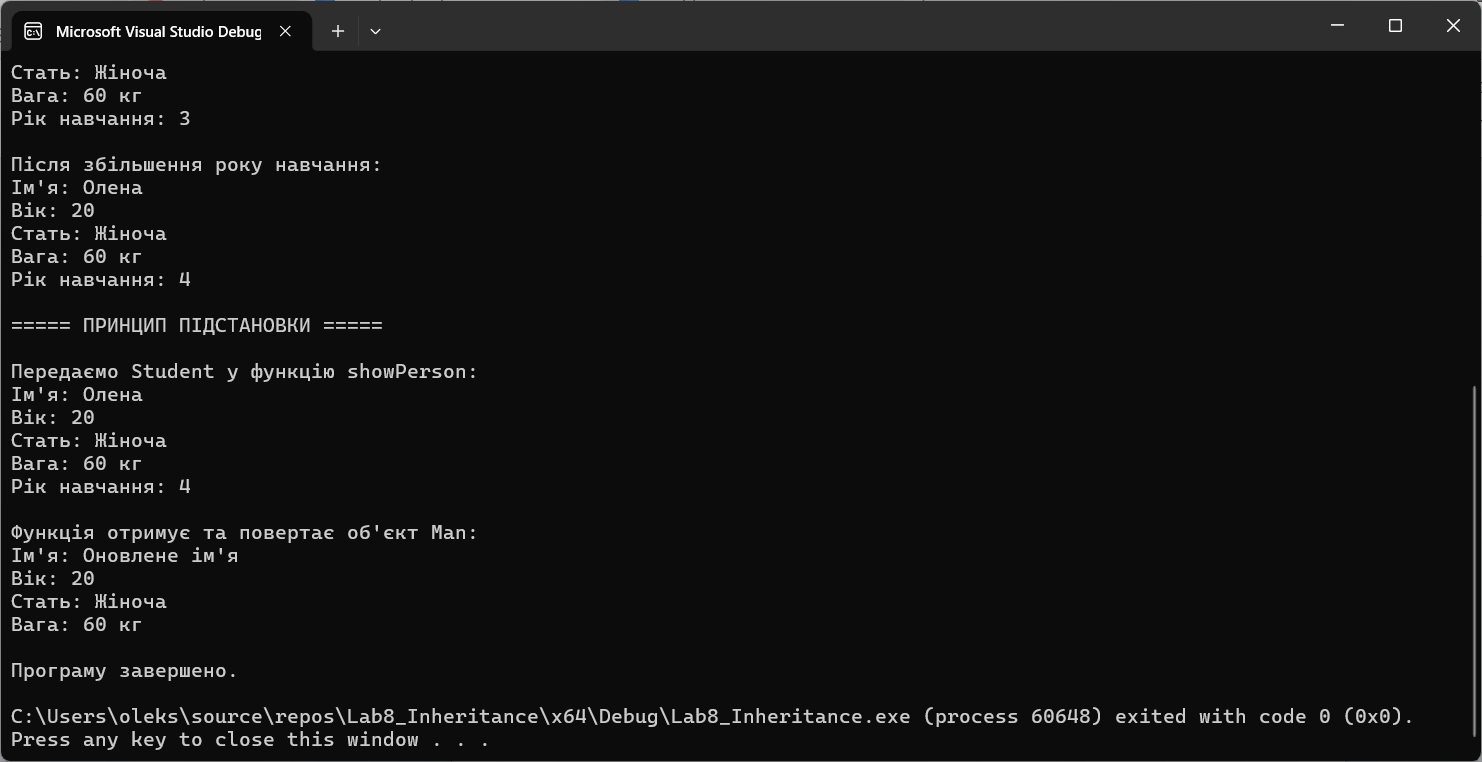 Microsoft Visual Studio Debug
Стать: Жіноча
Вага: 60 кг
Рік навчання: 3
Після збільшення року навчання:
Ім'я: Олена
Вік: 20
Стать: Жіноча
Вага: 60 кг
Рік навчання: 4
===== ПРИНЦИП ПІДСТАНОВКИ =====
Передаємо Student у функцію showPerson:
Ім'я: Олена
Вік: 20
Стать: Жіноча
Вага: 60 кг
Рік навчання: 4
Функція отримує та повертає об'єкт Man:
Ім'я: Оновлене ім'я
Вік: 20
Стать: Жіноча
Вага: 60 кг
Програму завершено.
C:\Users\oleks\source\repos\Lab8_Inheritance\x64\Debug\Lab8_Inheritance.exe (process 60648) exited with code 0 (0x0).
Press any key to close this window . . .